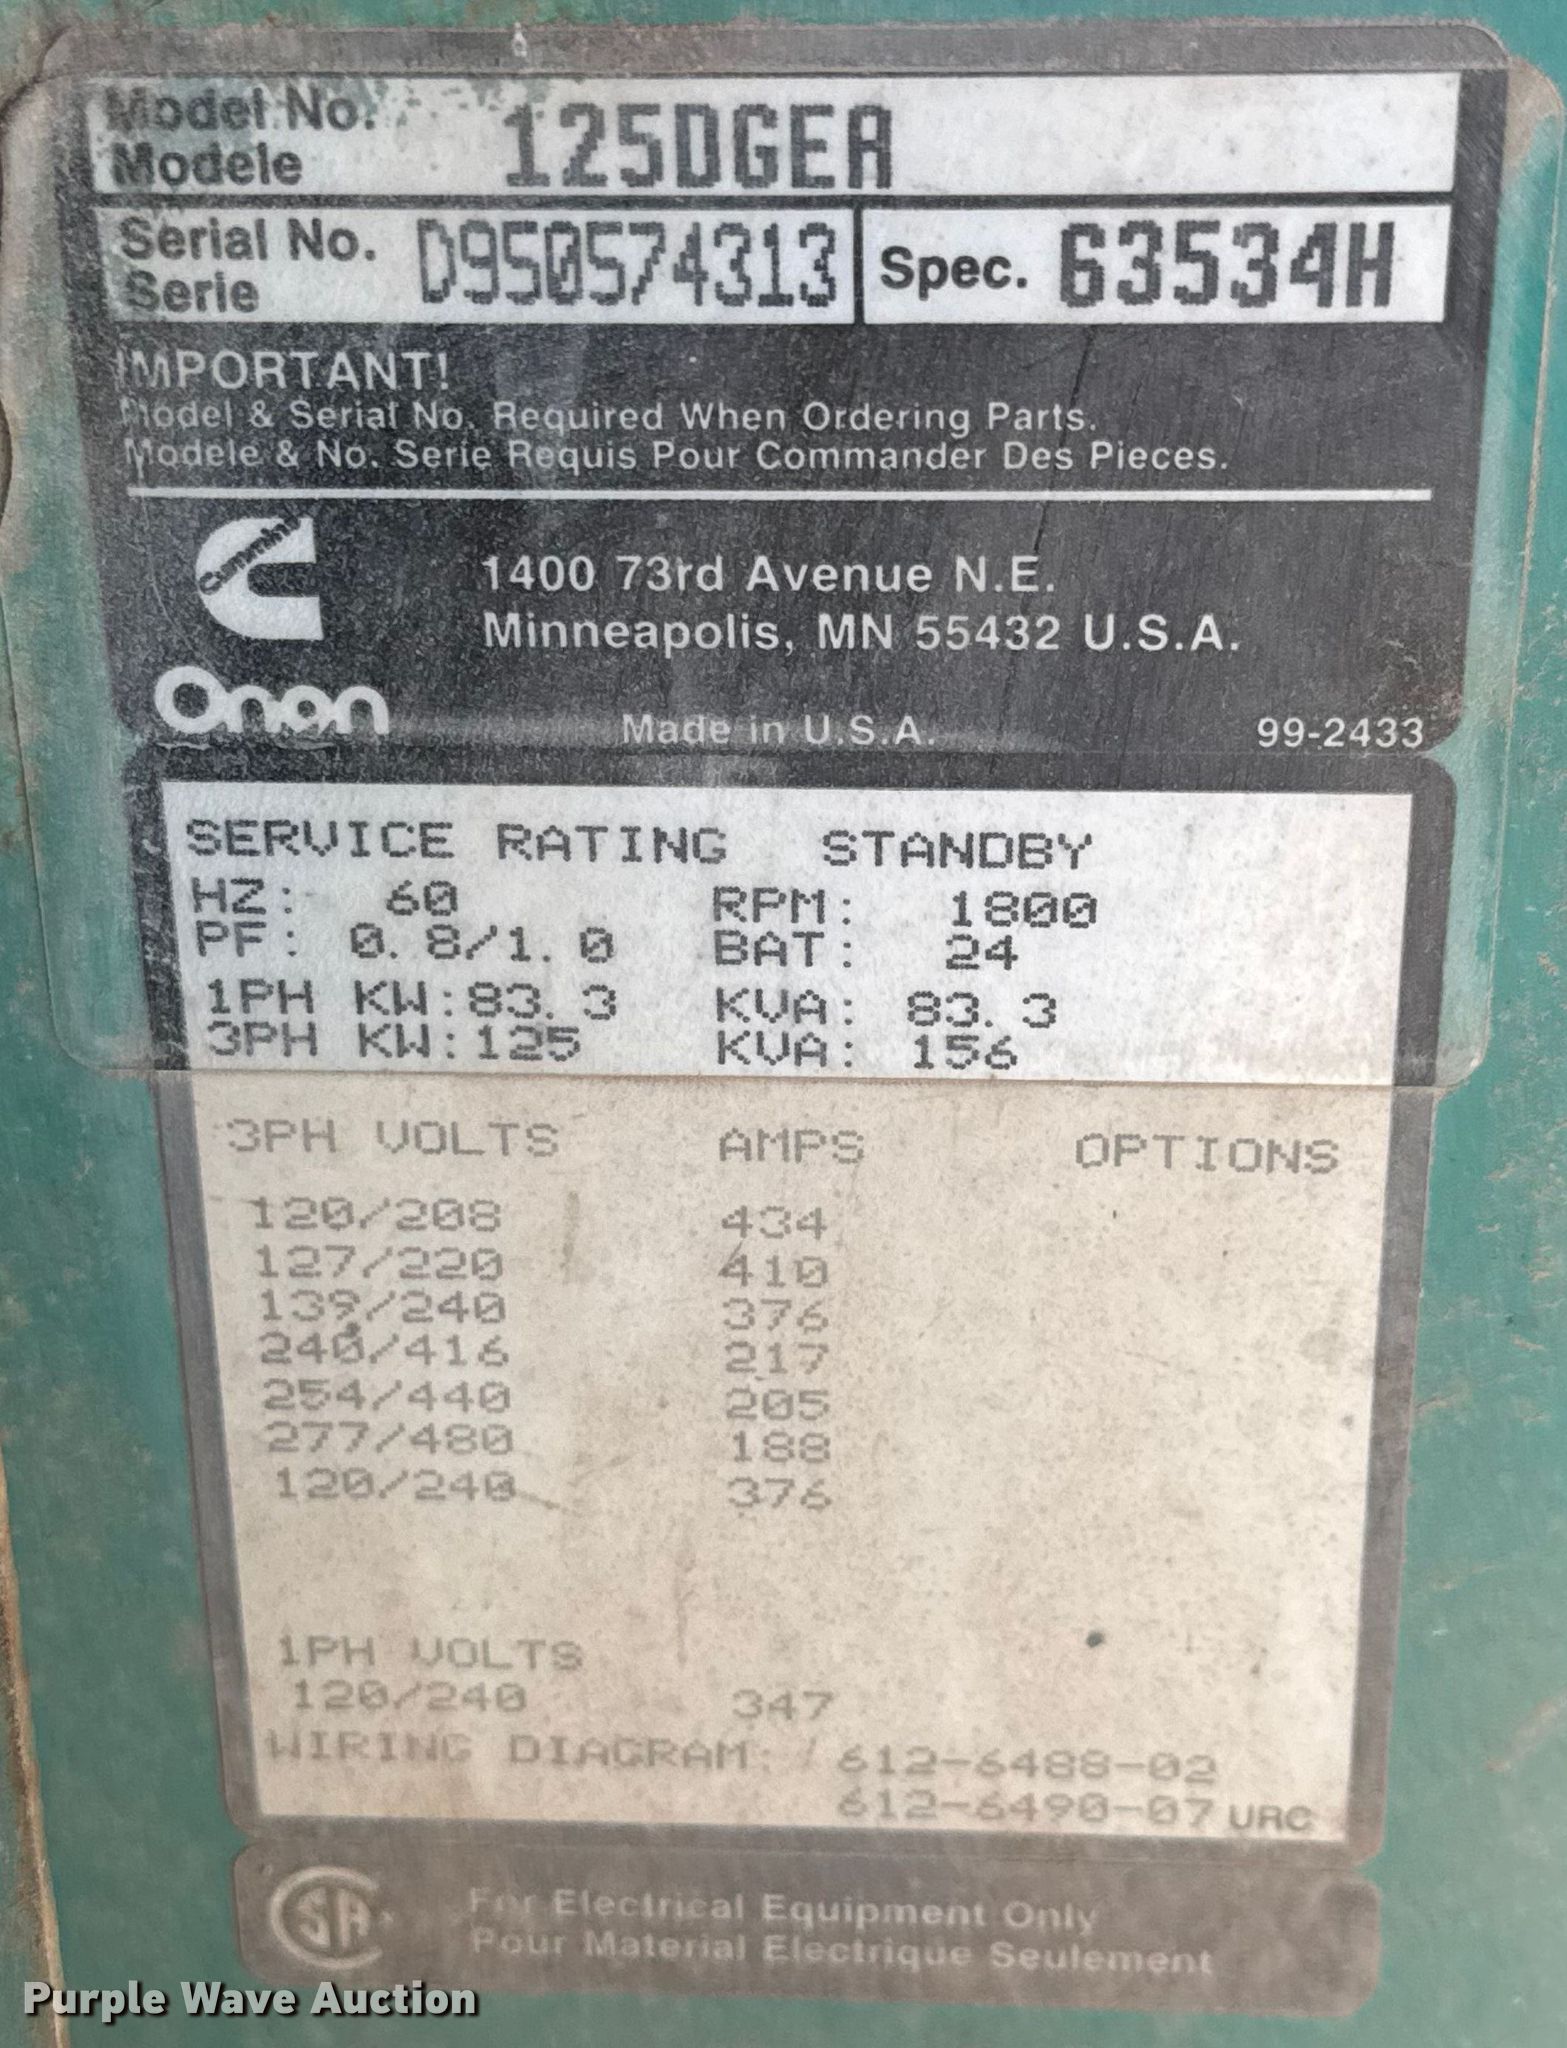 Model No. 125DGEA
Modele
Serial No. D950574313 Spec. 63534H
Serie
IMPORTANT!
Model & Serial No. Required When Ordering Parts.
Modele & No. Serie Requis Pour Commander Des Pieces.
Cummins
1400 73rd Avenue N.E.
Minneapolis, MN 55432 U.S.A.
Onan
Made in U.S.A. 99-2433
SERVICE RATING STANDBY
HZ: 60 RPM: 1800
PF: 0.8/1.0 BAT: 24
1PH KW:83.3 KVA: 83.3
3PH KW:125 KVA: 156
3PH VOLTS AMPS OPTIONS
120/208 434
127/220 410
139/240 376
240/416 217
254/440 205
277/480 188
120/240 376
1PH VOLTS
120/240 347
WIRING DIAGRAM: 612-6488-02
612-6490-07 URC
CSA For Electrical Equipment Only
Pour Material Electrique Seulement
Purple Wave Auction